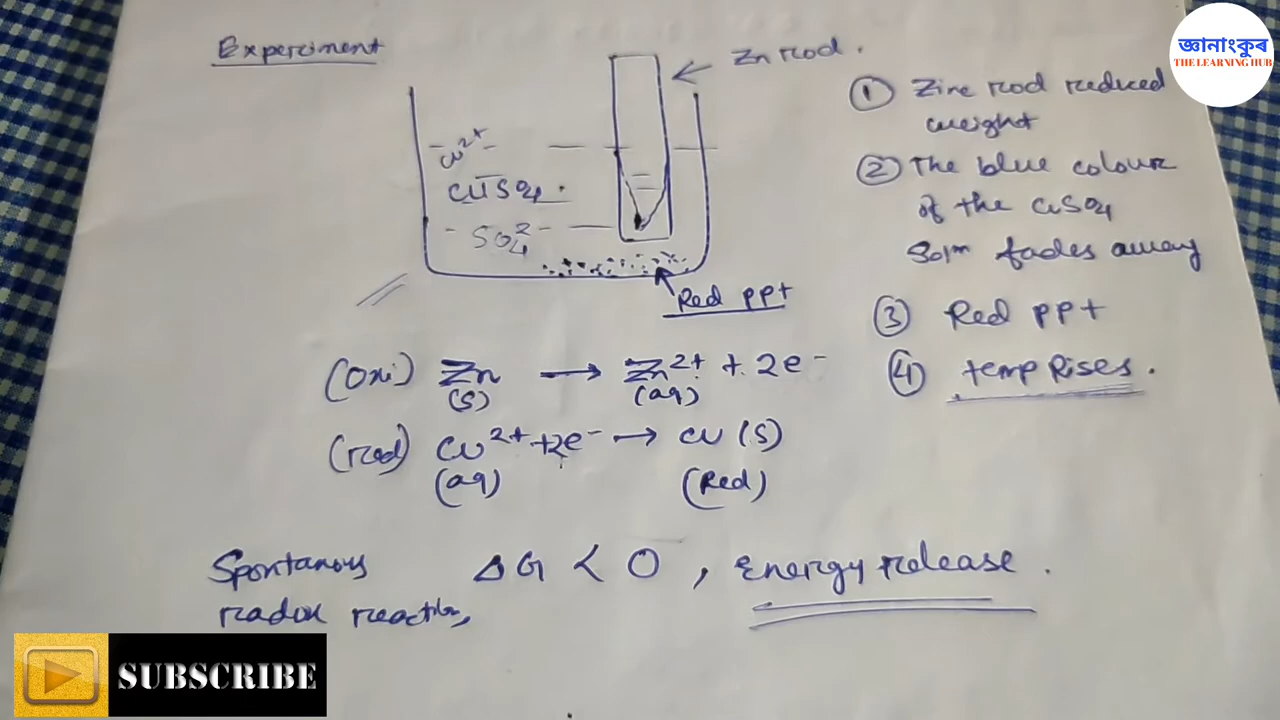 Experiment
Zn rod.
Cu²⁺
CuSO₄.
SO₄²⁻
Red ppt
(Oxi) Zn → Zn²⁺ + 2e⁻
(s) (aq)
(red) Cu²⁺ + 2e⁻ → Cu (s)
(aq) (Red)
Spontanous ΔG < 0, Energy release.
redox reaction,
① Zinc rod reduced
weight
② The blue colour
of the CuSO₄
Solⁿ fades away
③ Red ppt
④ temp Rises.
জ্ঞানাংকুৰ
THE LEARNING HUB
SUBSCRIBE